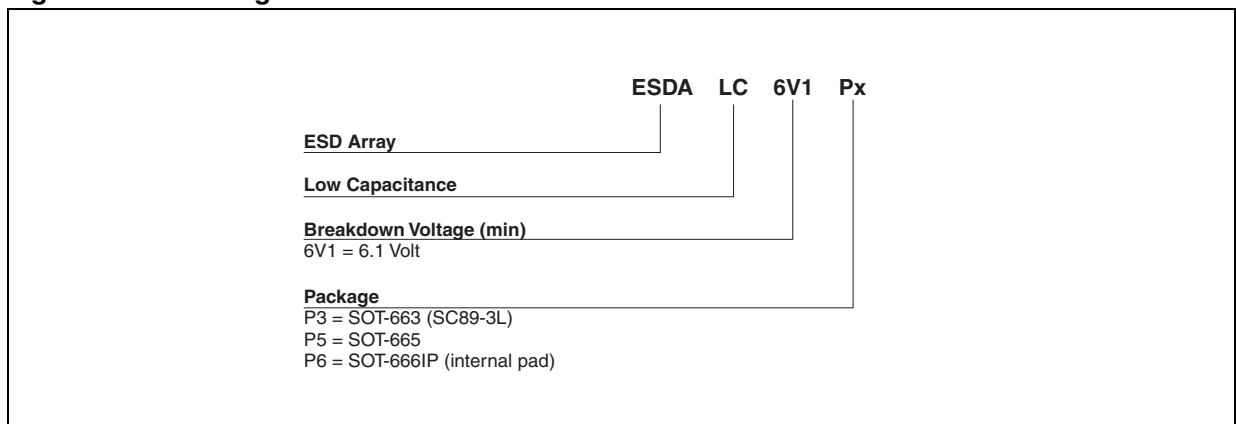 ESDA LC 6V1 Px
ESD Array
Low Capacitance
Breakdown Voltage (min)
6V1 = 6.1 Volt
Package
P3 = SOT-663 (SC89-3L)
P5 = SOT-665
P6 = SOT-666IP (internal pad)